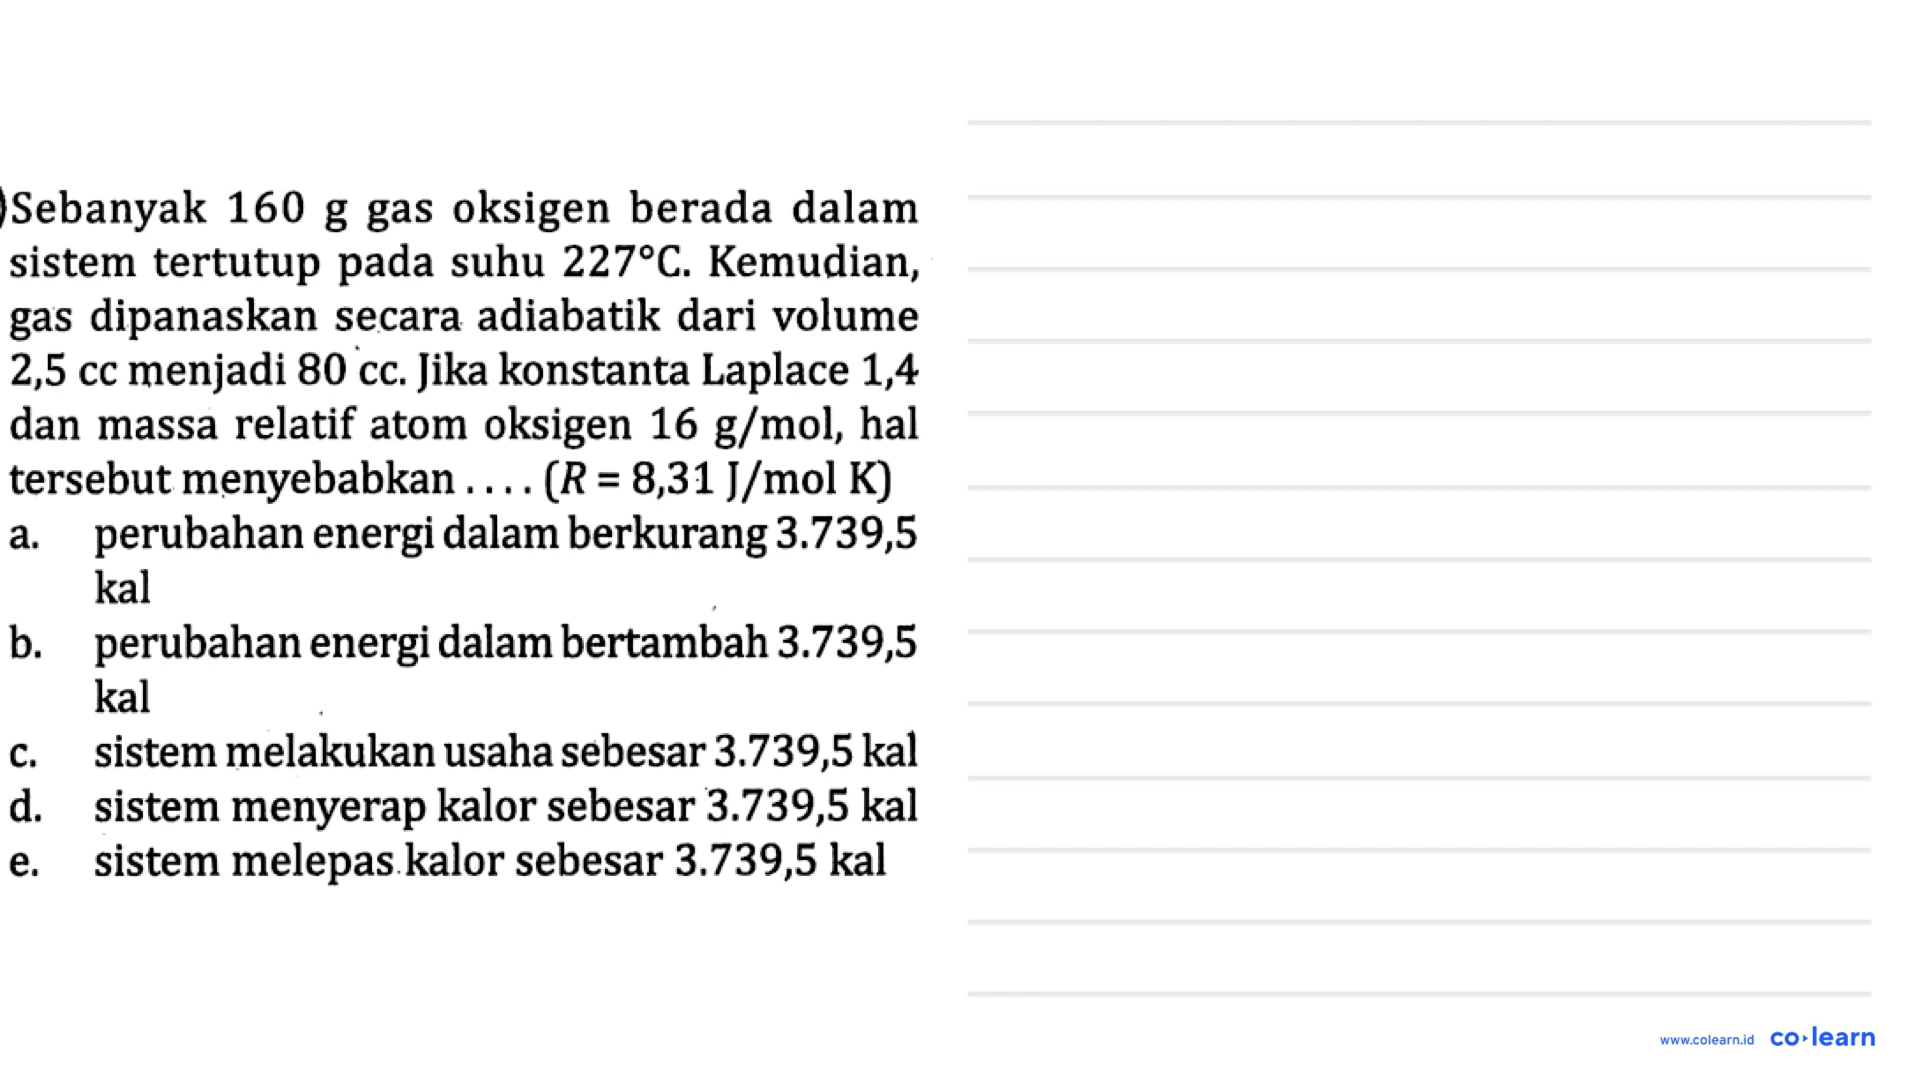 Sebanyak 160 g gas oksigen berada dalam
sistem tertutup pada suhu 227°C. Kemudian,
gas dipanaskan secara adiabatik dari volume
2,5 cc menjadi 80 cc. Jika konstanta Laplace 1,4
dan massa relatif atom oksigen 16 g/mol, hal
tersebut menyebabkan .... (R = 8,31 J/mol K)
a. perubahan energi dalam berkurang 3.739,5
kal
b. perubahan energi dalam bertambah 3.739,5
kal
c. sistem melakukan usaha sebesar 3.739,5 kal
d. sistem menyerap kalor sebesar 3.739,5 kal
e. sistem melepas kalor sebesar 3.739,5 kal
www.colearn.id co learn